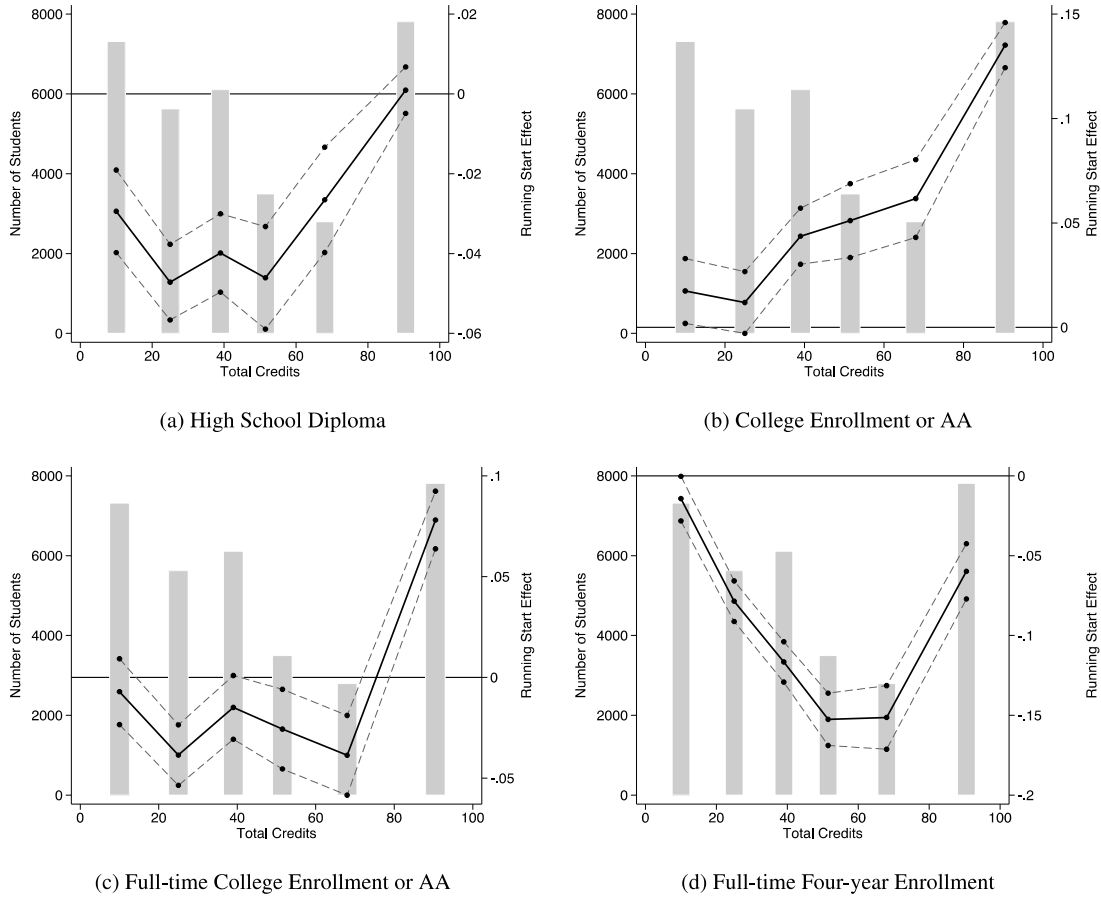 8000
6000
4000
2000
0
Number of Students
.02
0
-.02
-.04
-.06
Running Start Effect
0 20 40 60 80 100
Total Credits
(a) High School Diploma
8000
6000
4000
2000
0
Number of Students
.15
.1
.05
0
Running Start Effect
0 20 40 60 80 100
Total Credits
(b) College Enrollment or AA
8000
6000
4000
2000
0
Number of Students
.1
.05
0
-.05
Running Start Effect
0 20 40 60 80 100
Total Credits
(c) Full-time College Enrollment or AA
8000
6000
4000
2000
0
Number of Students
0
-.05
-.1
-.15
-.2
Running Start Effect
0 20 40 60 80 100
Total Credits
(d) Full-time Four-year Enrollment